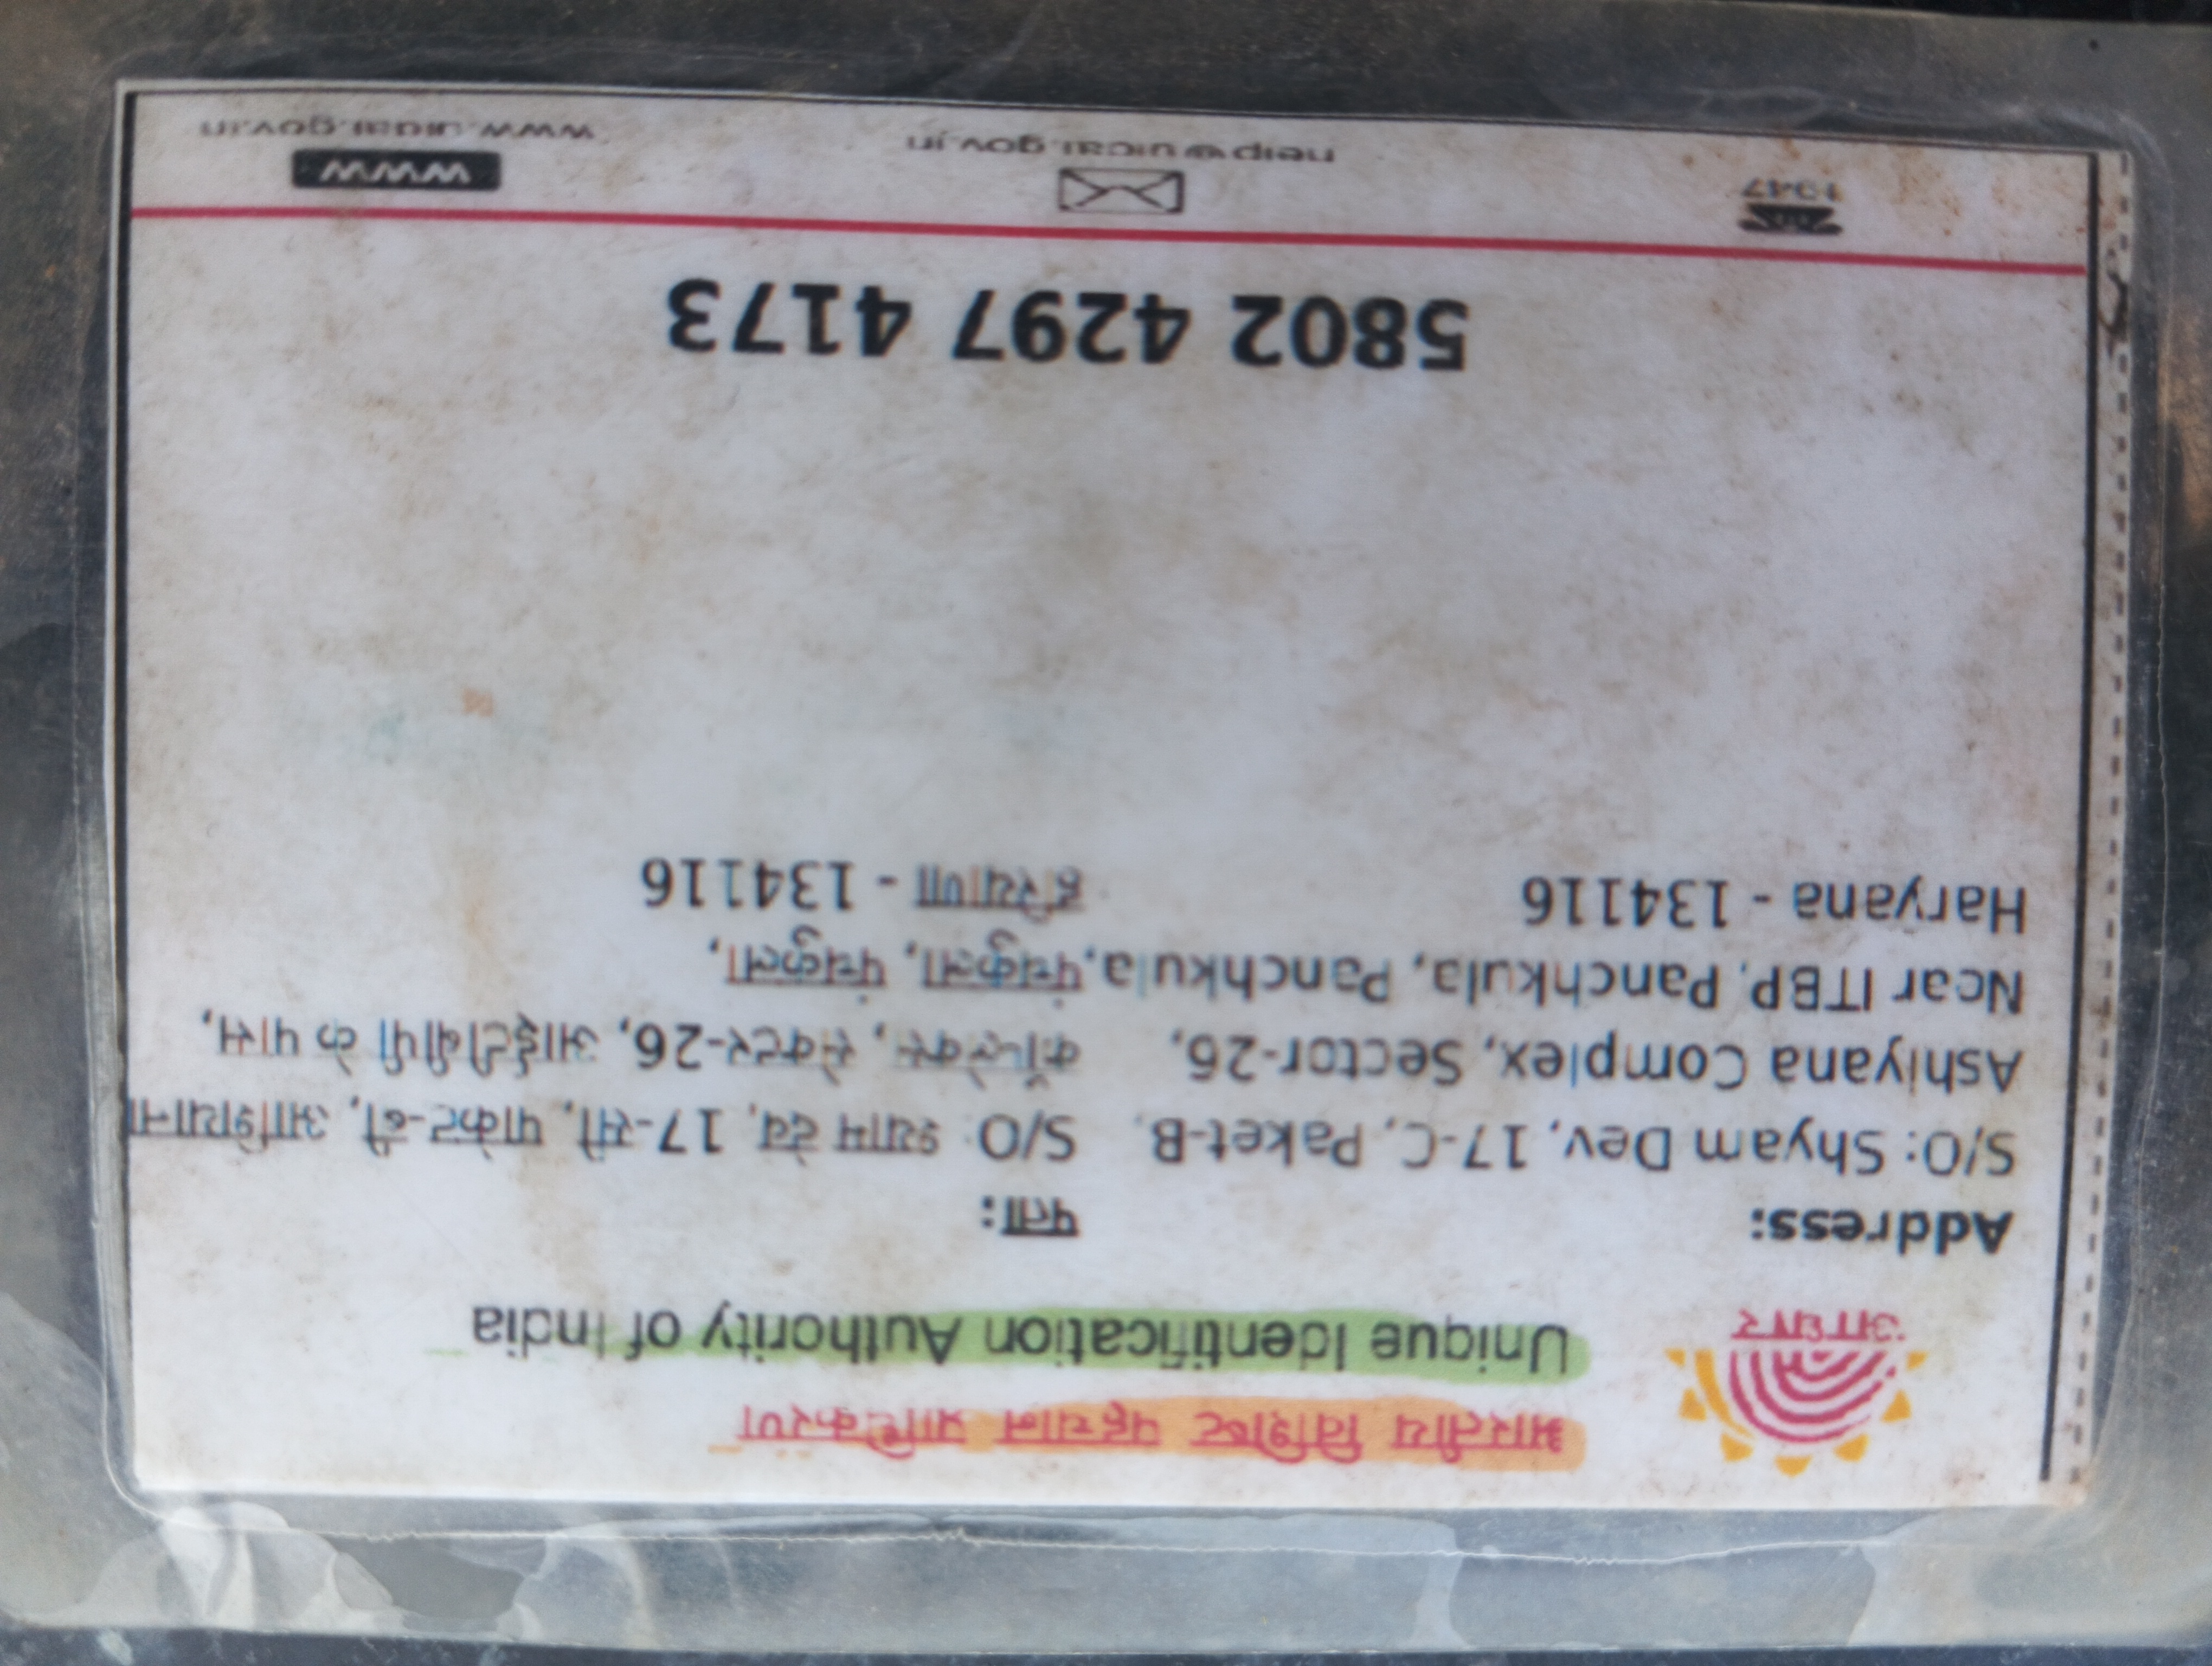 भारतीय विशिष्ट पहचान प्राधिकरण
Unique Identification Authority of India
आधार
Address:
S/O: Shyam Dev, 17-C, Paket-B,
Ashiyana Complex, Sector-26,
Near ITBP, Panchkula, Panchkula,
Haryana - 134116
पता:
S/O: श्याम देव, 17-सी, पाकेट-बी, आशियाना
कॉम्प्लेक्स, सेक्टर-26, आईटीबीपी के पास,
पंचकुला, पंचकुला,
हरियाणा - 134116
5802 4297 4173
1947
help@uidai.gov.in
WWW
www.uidai.gov.in